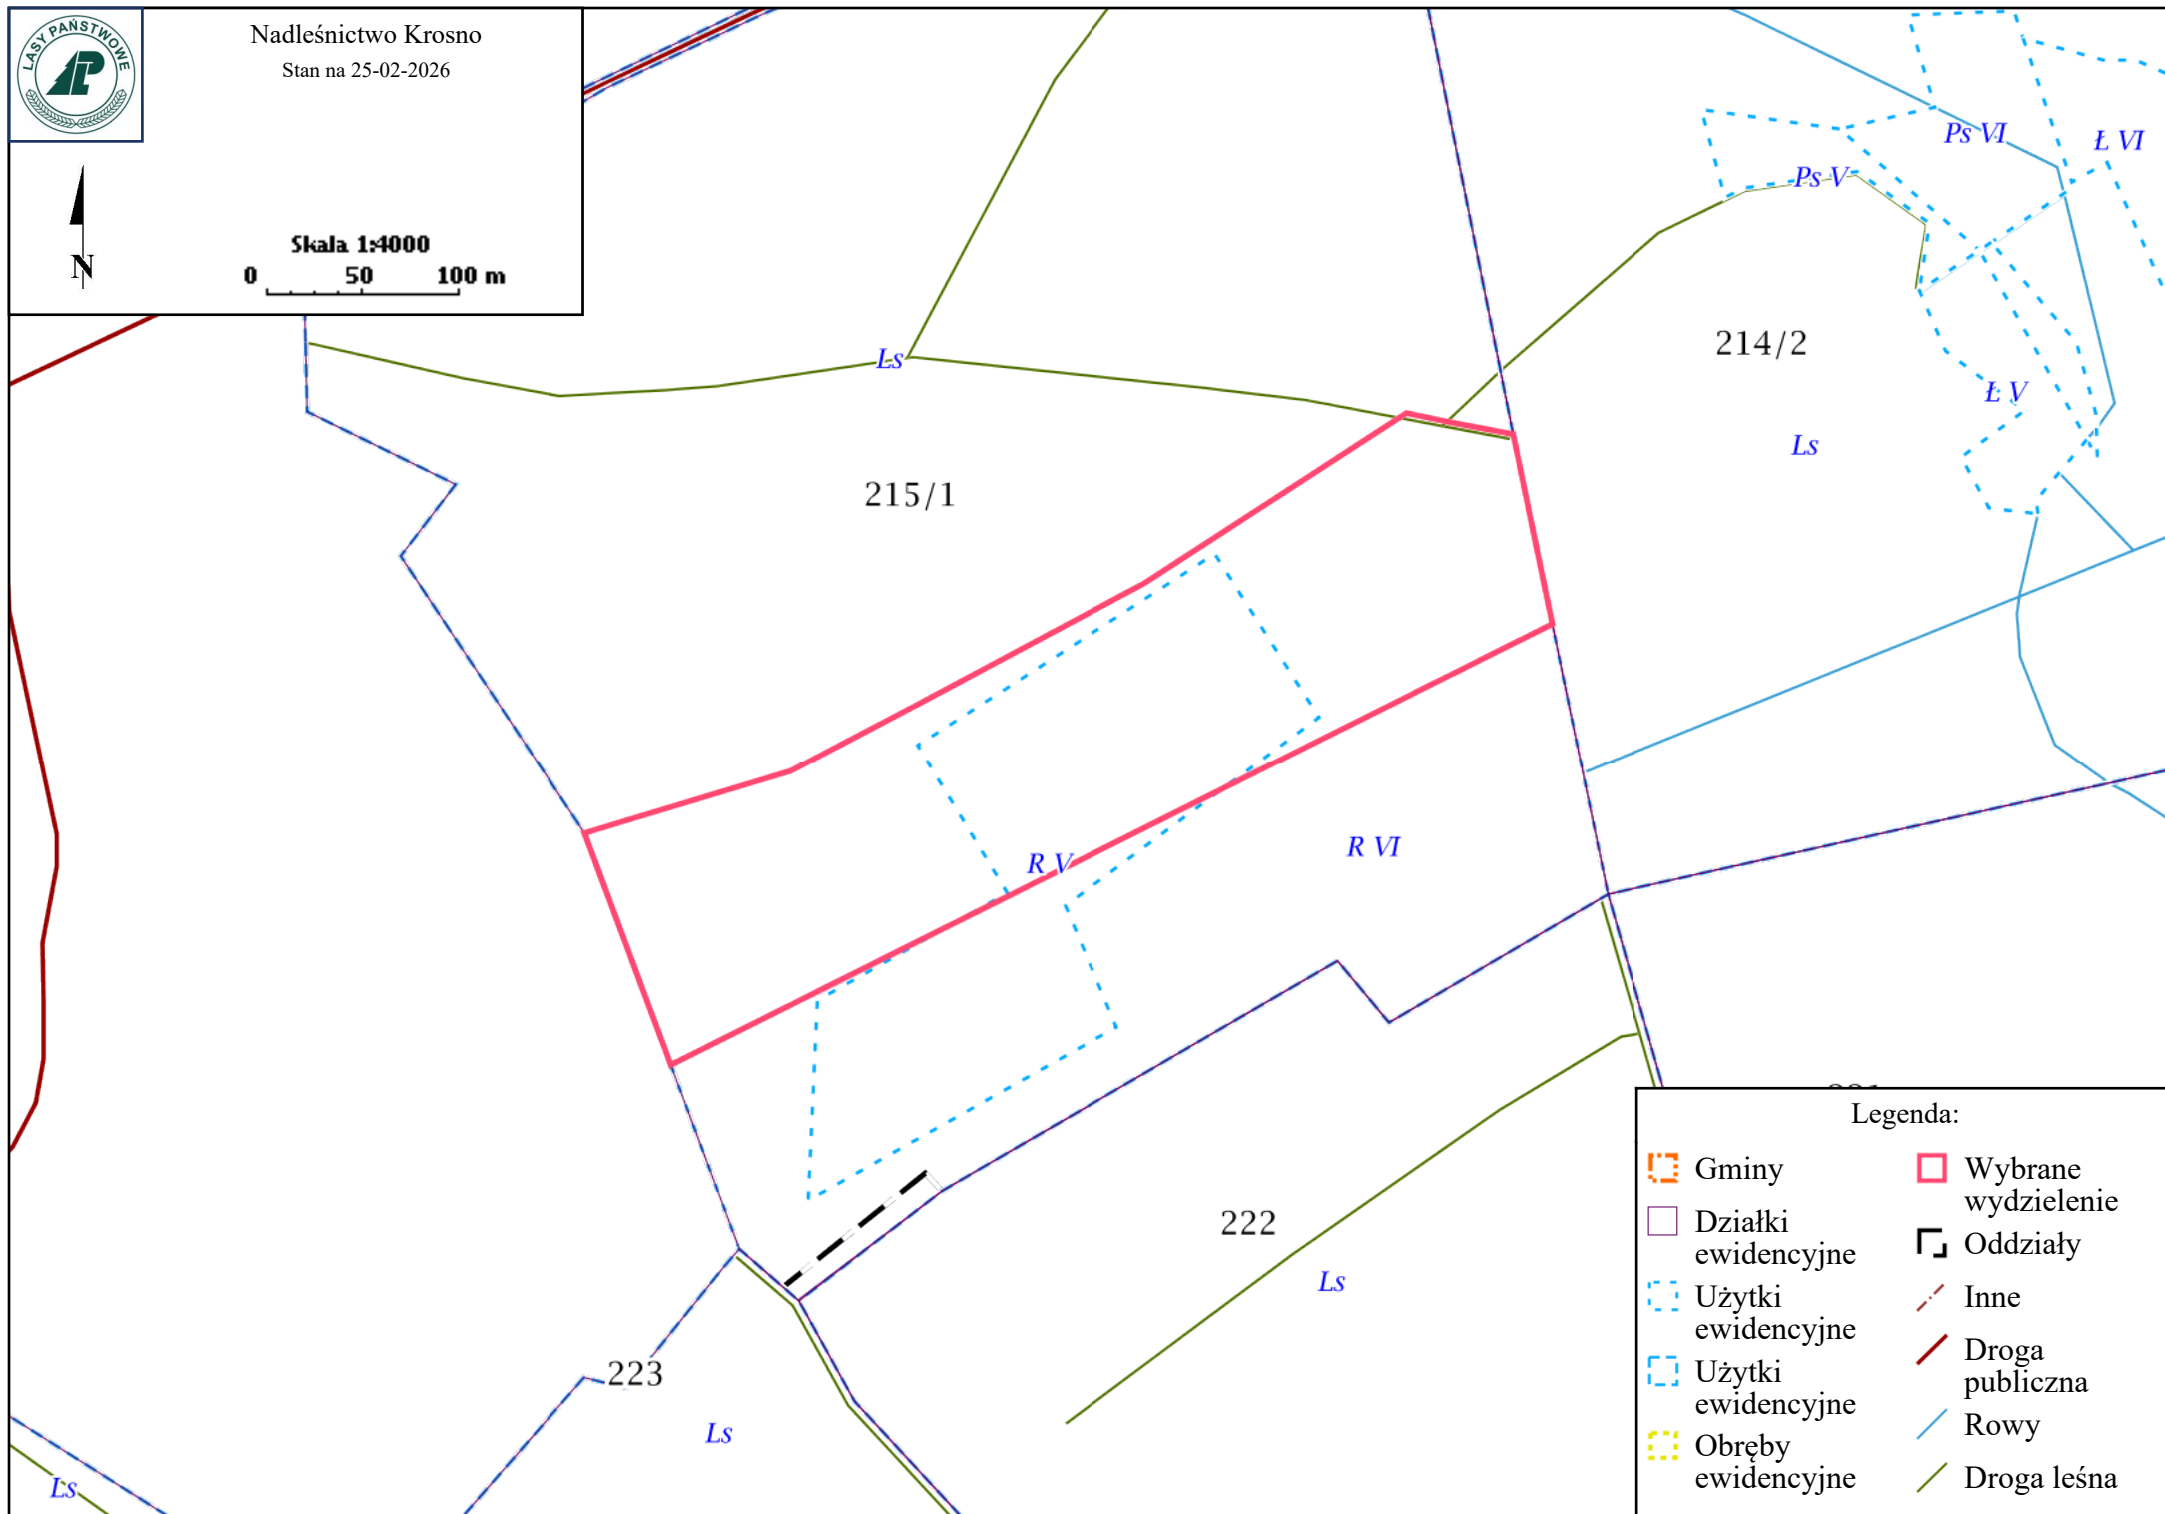 LASY PAŃSTWOWE
LP
Nadleśnictwo Krosno
Stan na 25-02-2026
N
Skala 1:4000
0 50 100 m
Ps VI
Ł VI
Ps V
214/2
Ls
Ł V
Ls
215/1
R V
R VI
222
Ls
223
Ls
Ls
Legenda:
Gminy
Działki
ewidencyjne
Użytki
ewidencyjne
Użytki
ewidencyjne
Obręby
ewidencyjne
Wybrane
wydzielenie
Oddziały
Inne
Droga
publiczna
Rowy
Droga leśna